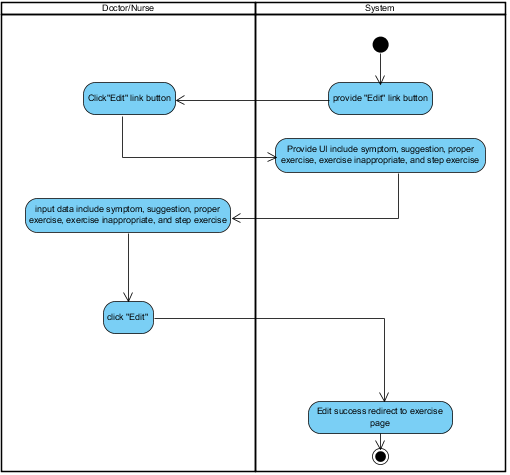 Doctor/Nurse
System
provide "Edit" link button
Click"Edit" link button
Provide UI include symptom, suggestion, proper
exercise, exercise inappropriate, and step exercise
input data include symptom, suggestion, proper
exercise, exercise inappropriate, and step exercise
click "Edit"
Edit success redirect to exercise
page